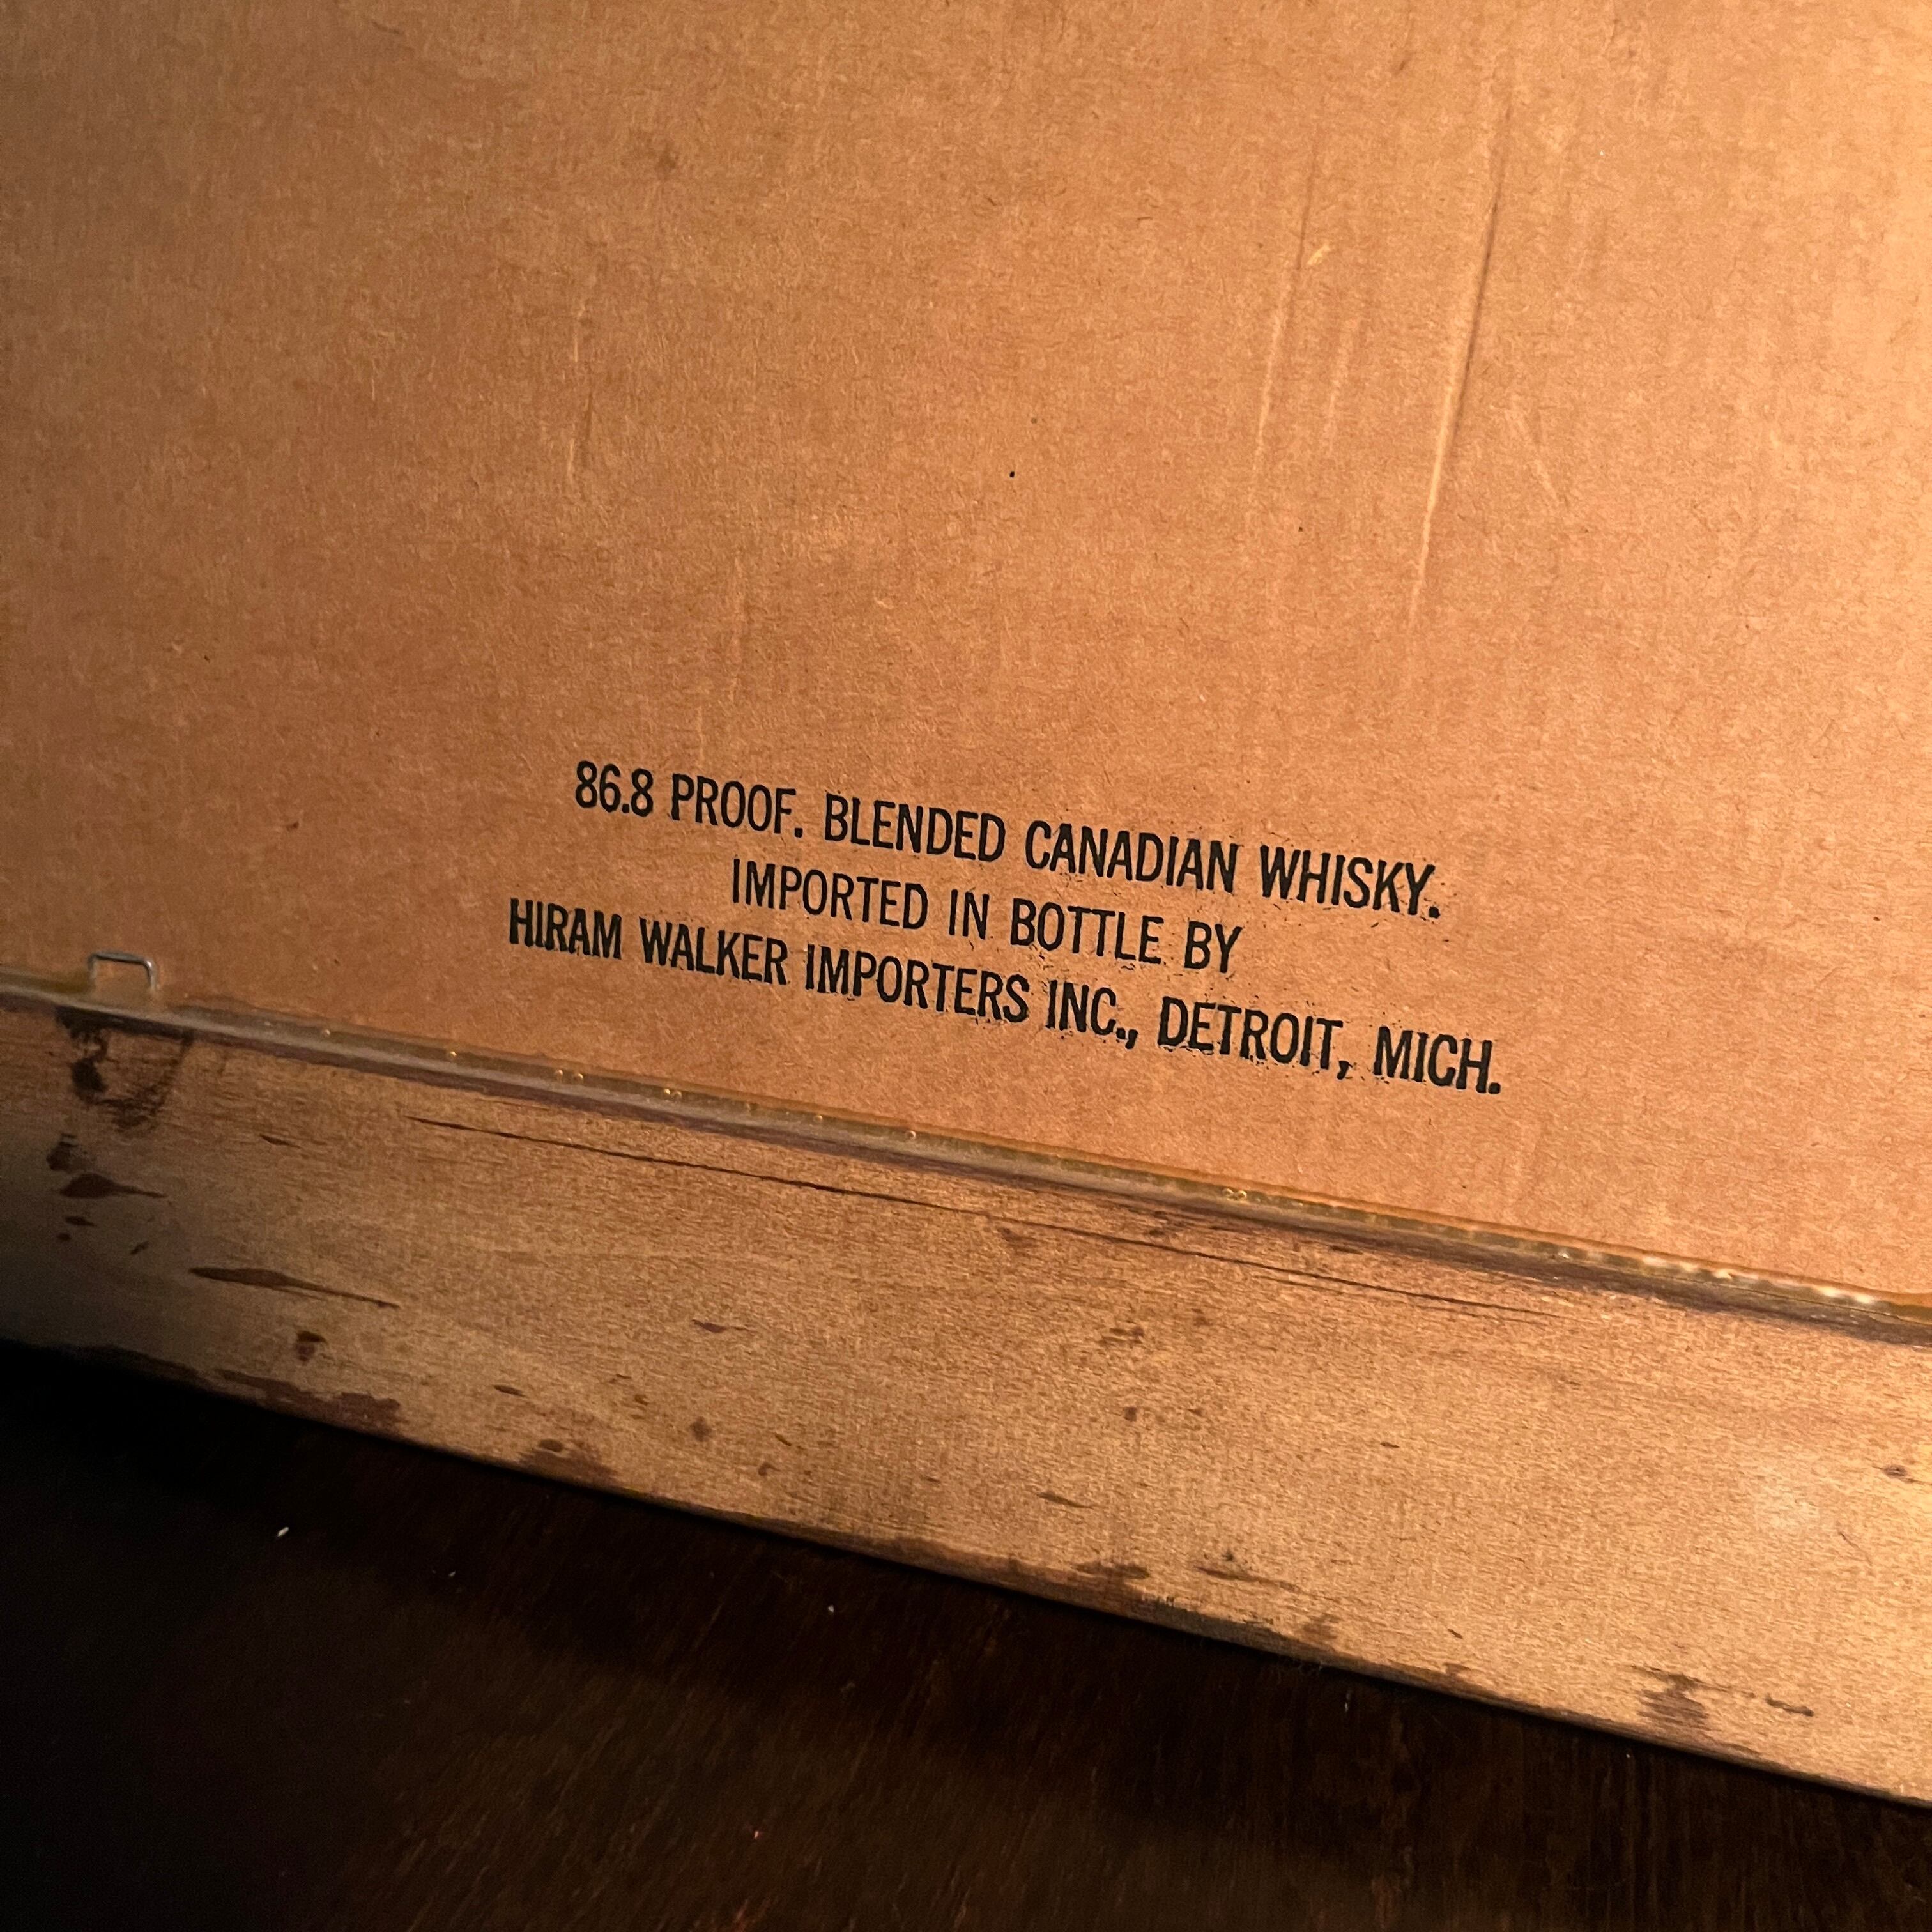 86.8 PROOF. BLENDED CANADIAN WHISKY.
IMPORTED IN BOTTLE BY
HIRAM WALKER IMPORTERS INC., DETROIT, MICH.